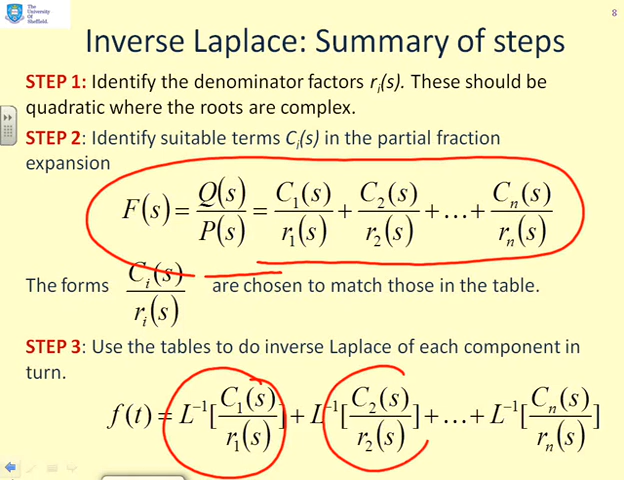 The
University
Of
Sheffield.
8
Inverse Laplace: Summary of steps
STEP 1: Identify the denominator factors rᵢ(s). These should be
quadratic where the roots are complex.
STEP 2: Identify suitable terms Cᵢ(s) in the partial fraction
expansion
F(s) = Q(s)/P(s) = C₁(s)/r₁(s) + C₂(s)/r₂(s) + … + Cₙ(s)/rₙ(s)
The forms Cᵢ(s)/rᵢ(s) are chosen to match those in the table.
STEP 3: Use the tables to do inverse Laplace of each component in
turn.
f(t) = L⁻¹[C₁(s)/r₁(s)] + L⁻¹[C₂(s)/r₂(s)] + … + L⁻¹[Cₙ(s)/rₙ(s)]